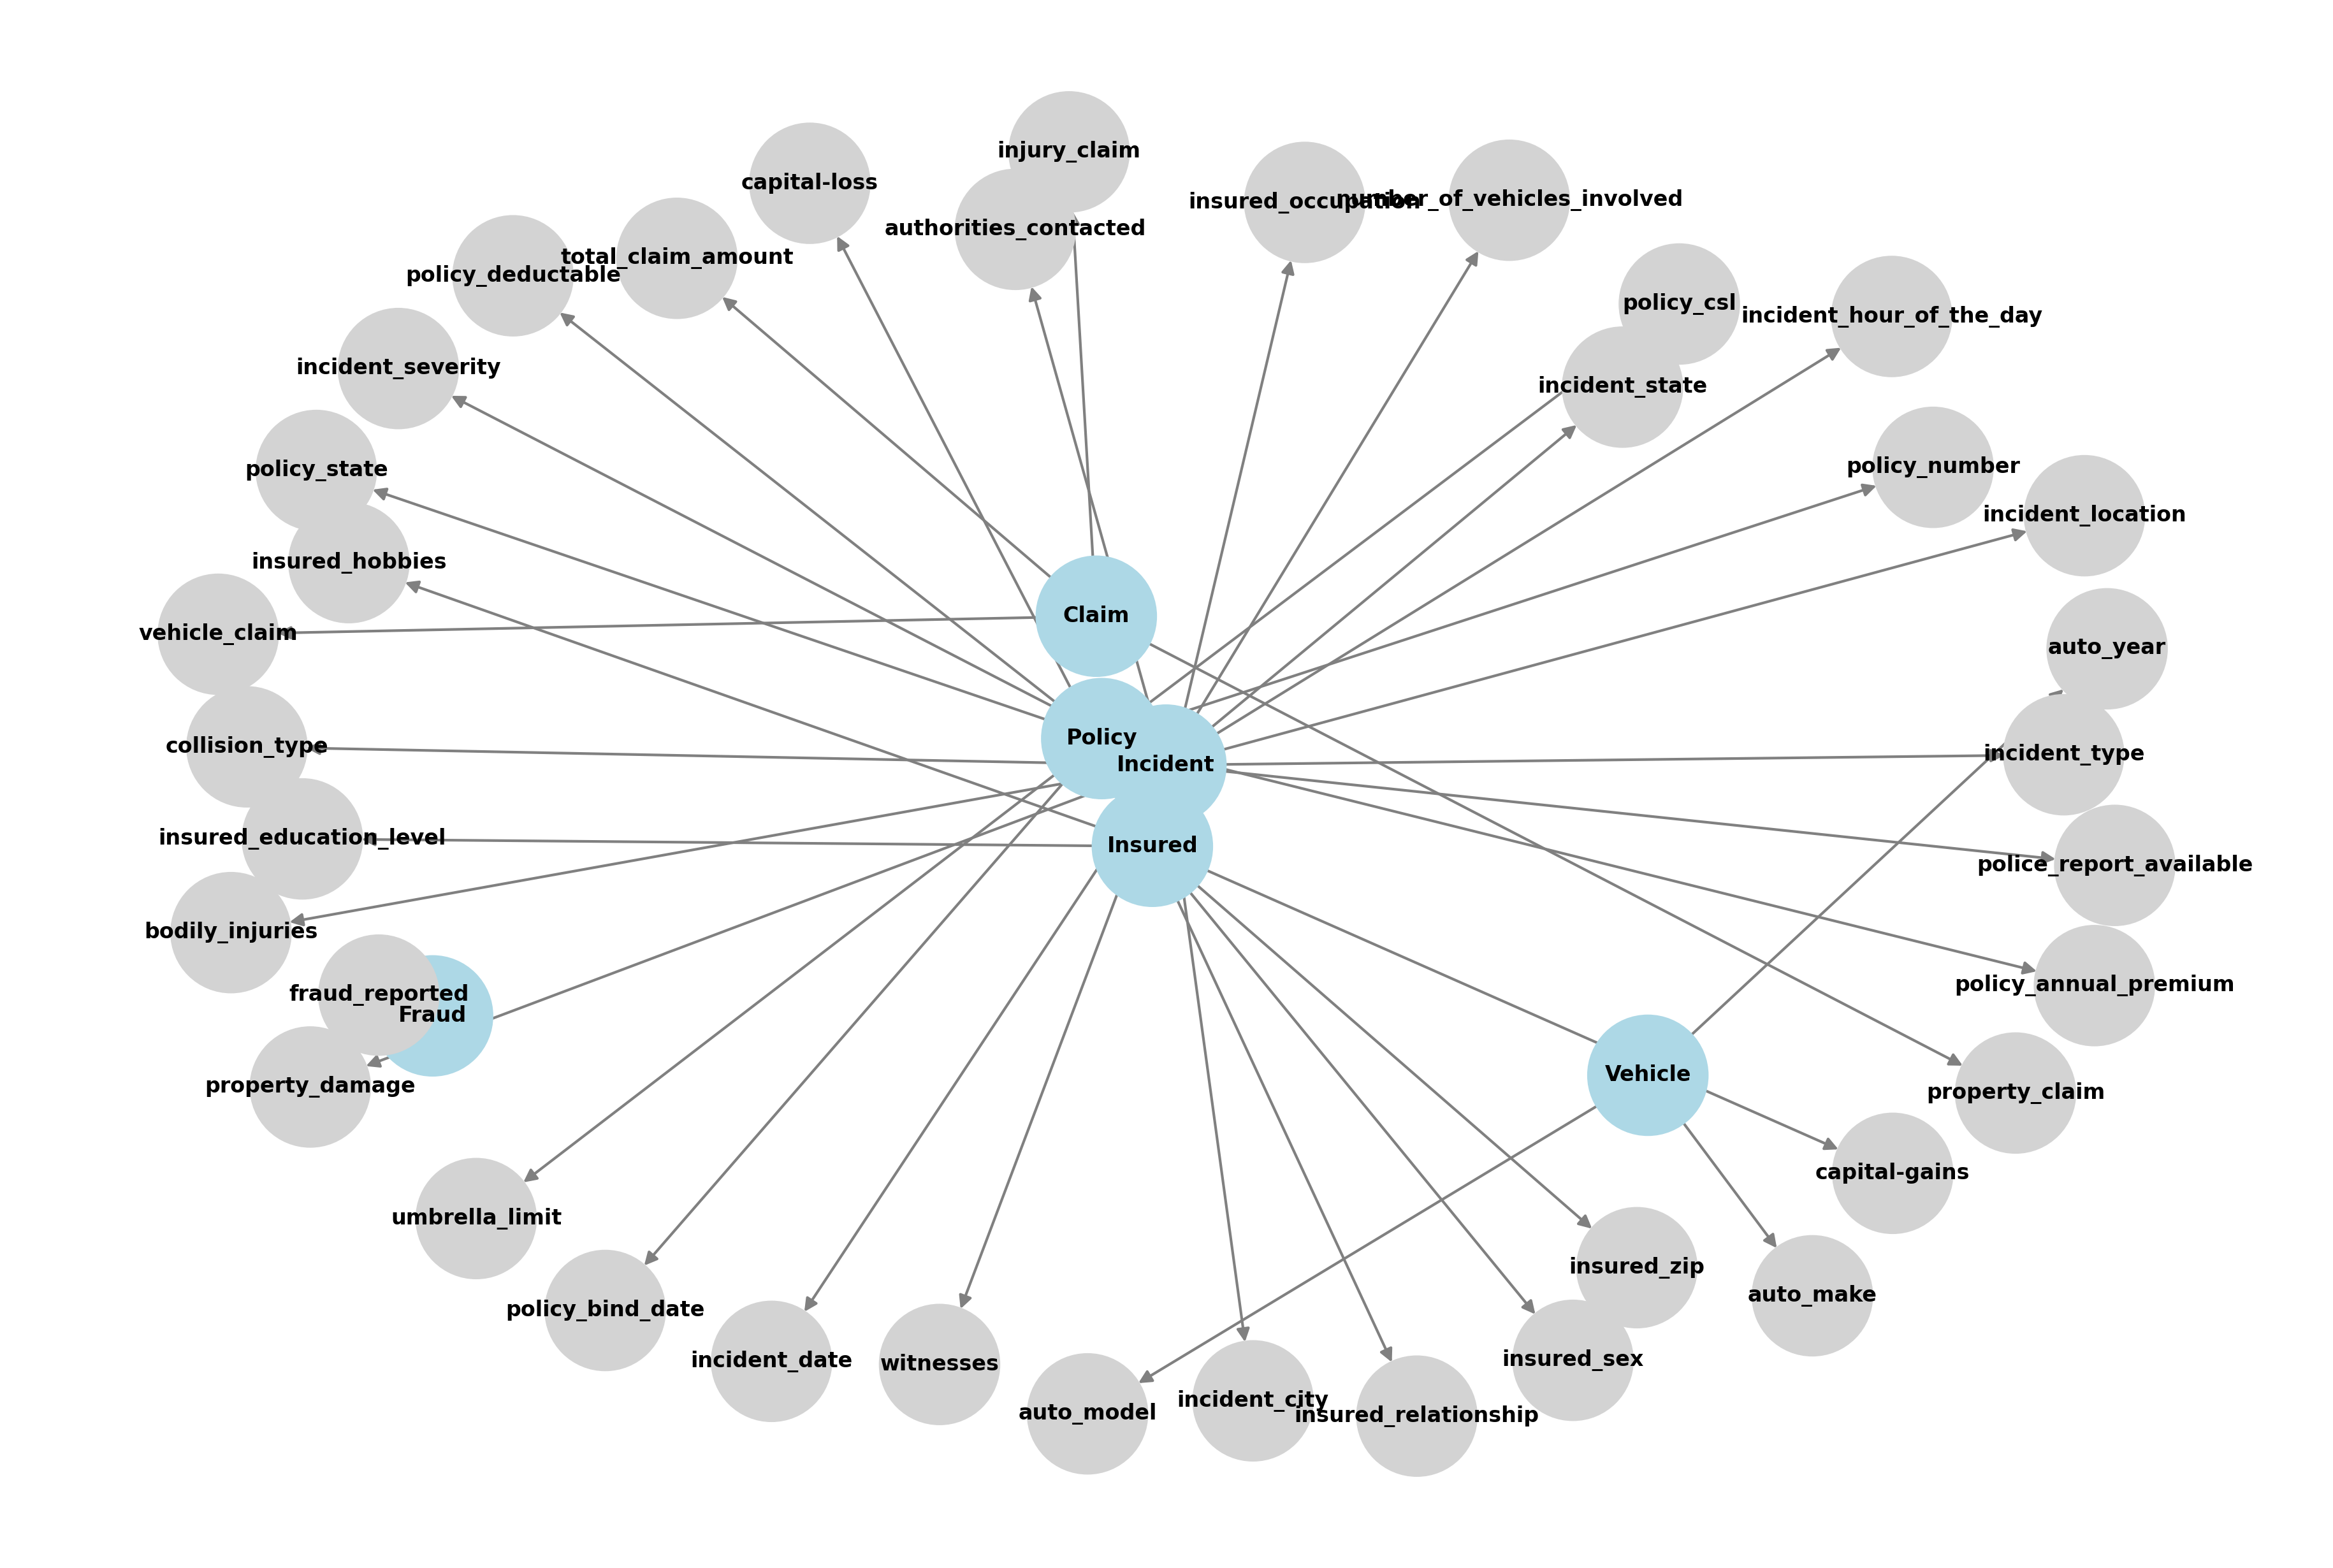 injury_claim
capital-loss
number_of_vehicles_involved
insured_occupation
authorities_contacted
total_claim_amount
policy_deductable
policy_csl
incident_hour_of_the_day
incident_severity
incident_state
policy_number
policy_state
incident_location
insured_hobbies
Claim
vehicle_claim
auto_year
Policy
collision_type
incident_type
Incident
insured_education_level
Insured
police_report_available
bodily_injuries
policy_annual_premium
fraud_reported
Fraud
Vehicle
property_damage
property_claim
capital-gains
umbrella_limit
insured_zip
auto_make
policy_bind_date
incident_date
witnesses
insured_sex
incident_city
auto_model
insured_relationship